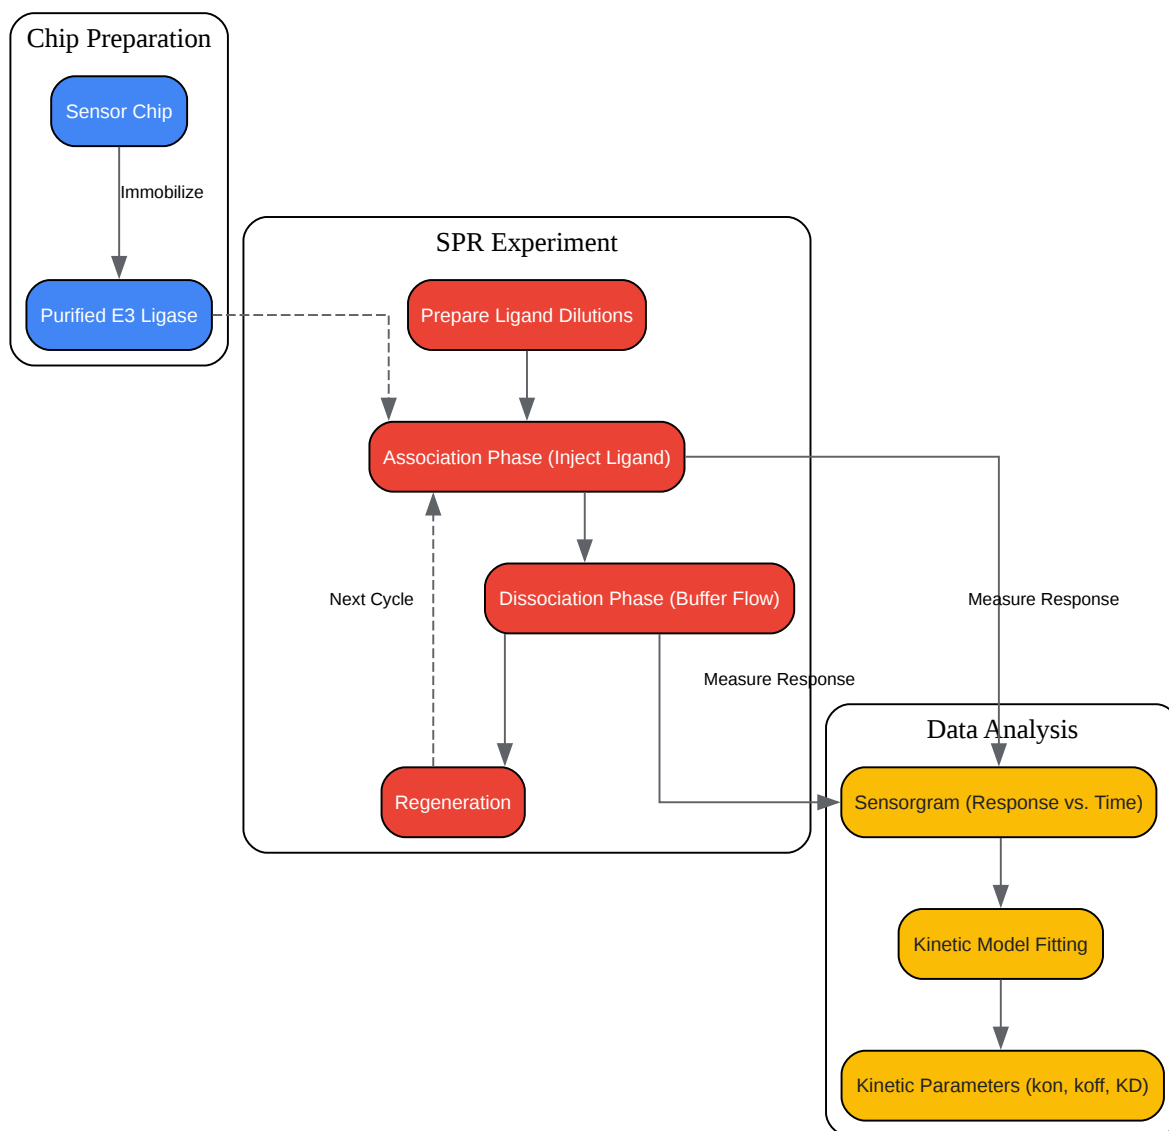 Chip Preparation
Sensor Chip
Immobilize
Purified E3 Ligase
SPR Experiment
Prepare Ligand Dilutions
Association Phase (Inject Ligand)
Dissociation Phase (Buffer Flow)
Next Cycle
Measure Response
Measure Response
Regeneration
Data Analysis
Sensorgram (Response vs. Time)
Kinetic Model Fitting
Kinetic Parameters (kon, koff, KD)